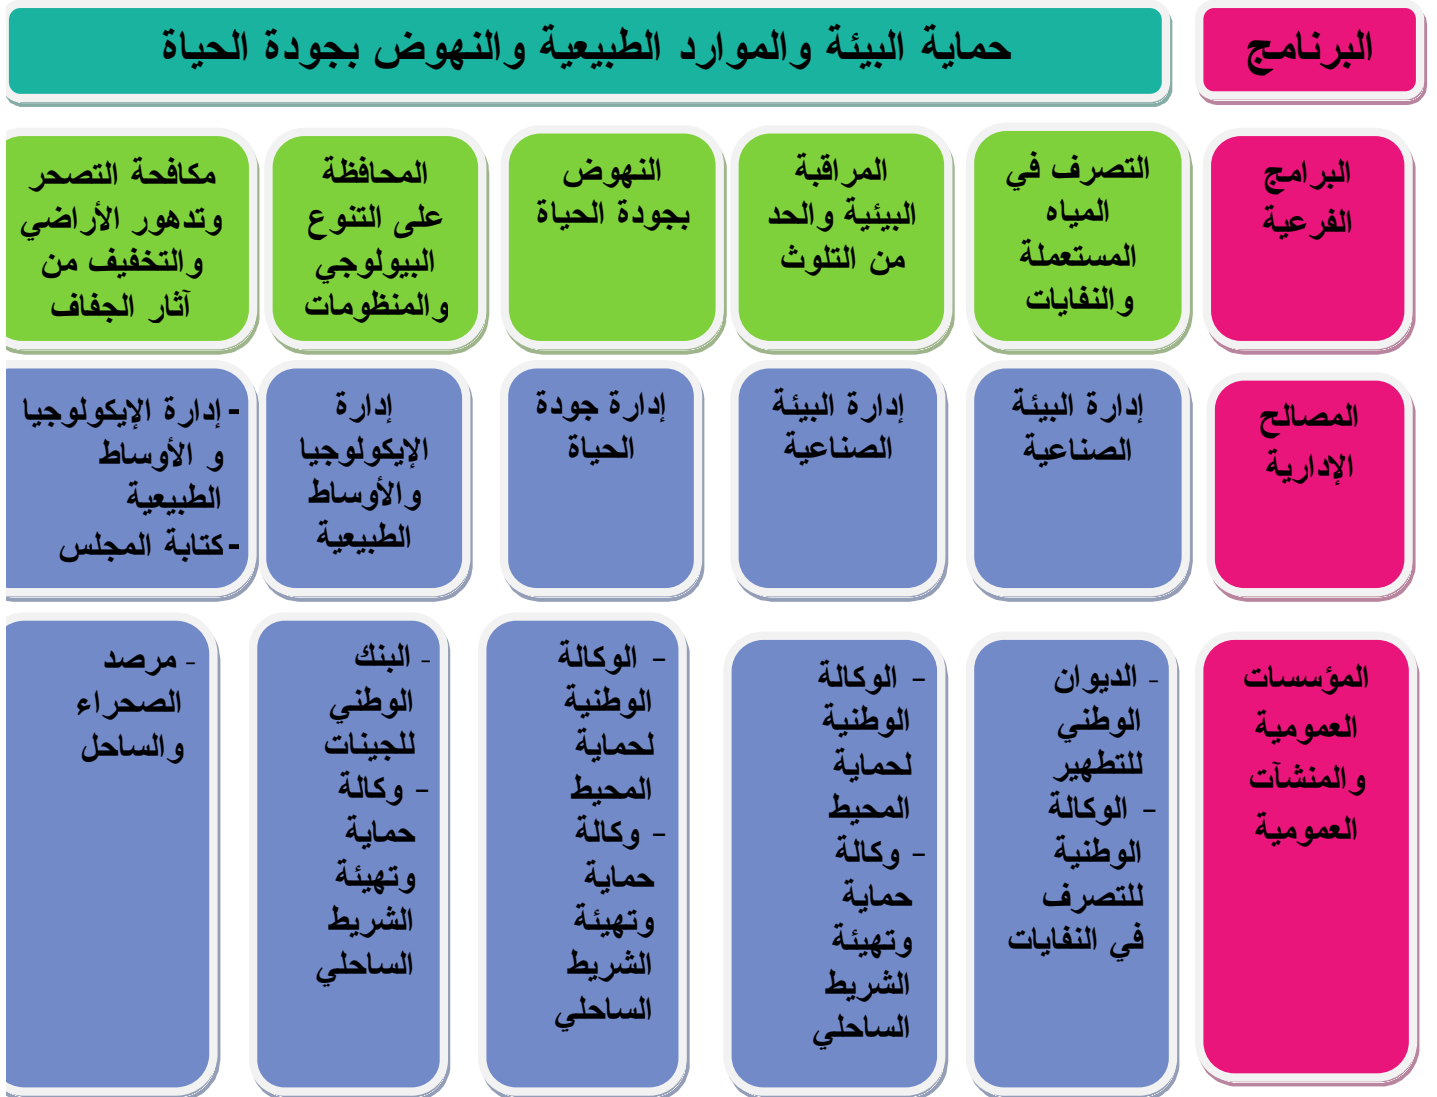 البرنامج
حماية البيئة والموارد الطبيعية والنهوض بجودة الحياة
البرامج
الفرعية
التصرف في
المياه
المستعملة
والنفايات
المراقبة
البيئية والحد
من التلوث
النهوض
بجودة الحياة
المحافظة
على التنوع
البيولوجي
والمنظومات
مكافحة التصحر
وتدهور الأراضي
والتخفيف من
آثار الجفاف
المصالح
الإدارية
إدارة البيئة
الصناعية
إدارة البيئة
الصناعية
إدارة جودة
الحياة
إدارة
الإيكولوجيا
والأوساط
الطبيعية
-إدارة الإيكولوجيا
و الأوساط
الطبيعية
-كتابة المجلس
المؤسسات
العمومية
والمنشآت
العمومية
- الديوان
الوطني
للتطهير
- الوكالة
الوطنية
للتصرف
في النفايات
- الوكالة
الوطنية
لحماية
المحيط
- وكالة
حماية
وتهيئة
الشريط
الساحلي
- الوكالة
الوطنية
لحماية
المحيط
- وكالة
حماية
وتهيئة
الشريط
الساحلي
- البنك
الوطني
للجينات
- وكالة
حماية
وتهيئة
الشريط
الساحلي
- مرصد
الصحراء
والساحل